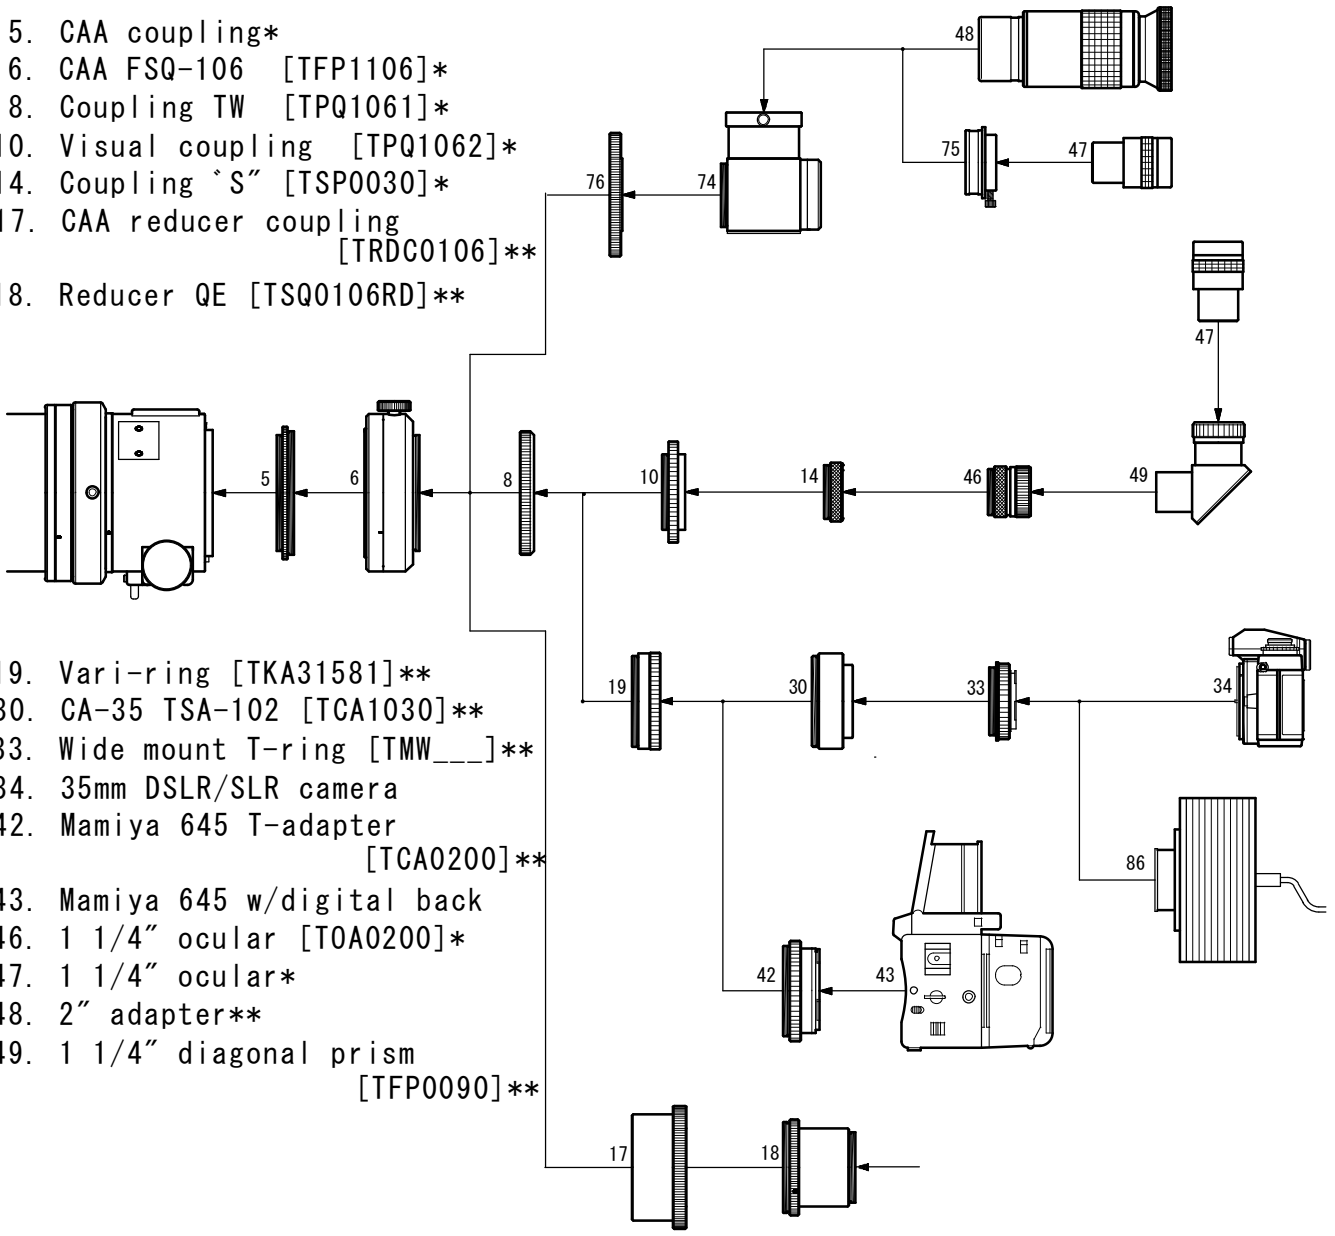 5. CAA coupling*
6. CAA FSQ-106 [TFP1106]*
8. Coupling TW [TPQ1061]*
10. Visual coupling [TPQ1062]*
14. Coupling ‶S″ [TSP0030]*
17. CAA reducer coupling
[TRDC0106]**
18. Reducer QE [TSQ0106RD]**
48
75
47
76
74
47
5
6
8
10
14
46
49
19. Vari-ring [TKA31581]**
30. CA-35 TSA-102 [TCA1030]**
33. Wide mount T-ring [TMW___]**
34. 35mm DSLR/SLR camera
42. Mamiya 645 T-adapter
[TCA0200]**
43. Mamiya 645 w/digital back
46. 1 1/4″ ocular [TOA0200]*
47. 1 1/4″ ocular*
48. 2″ adapter**
49. 1 1/4″ diagonal prism
[TFP0090]**
19
30
33
34
86
42
43
17
18